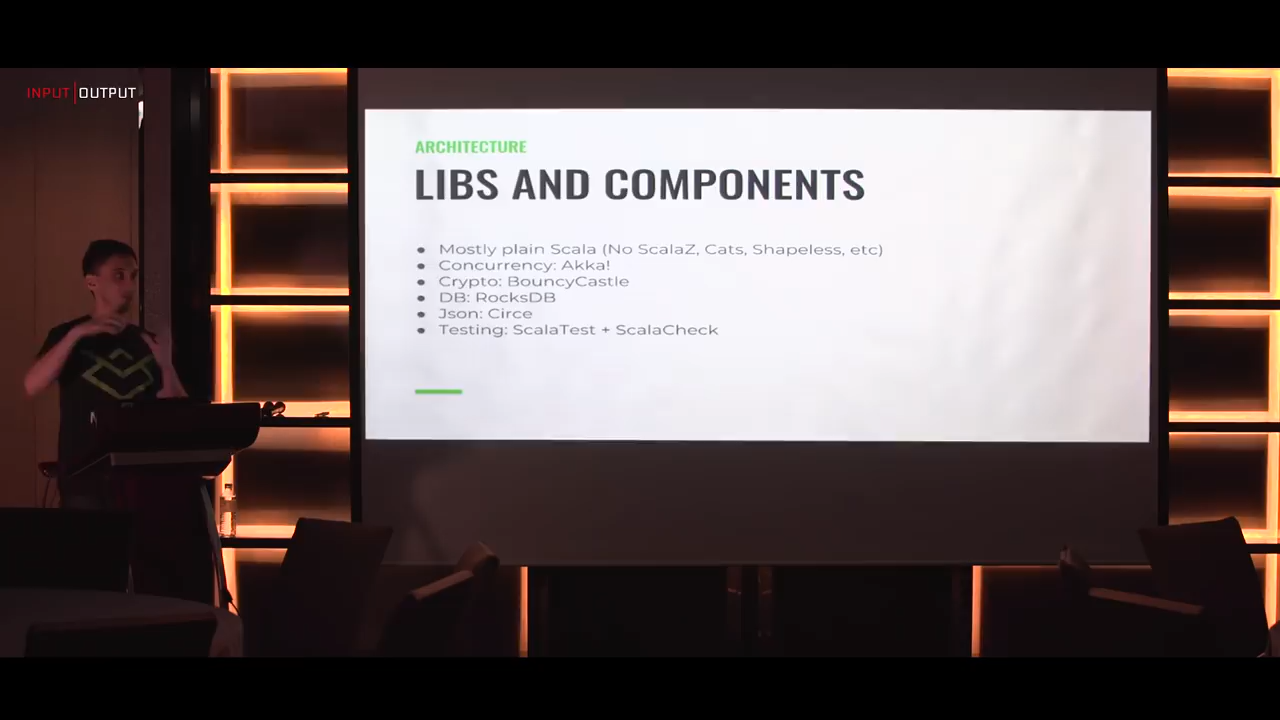 INPUT | OUTPUT
ARCHITECTURE
LIBS AND COMPONENTS
● Mostly plain Scala (No ScalaZ, Cats, Shapeless, etc)
● Concurrency: Akka!
● Crypto: BouncyCastle
● DB: RocksDB
● Json: Circe
● Testing: ScalaTest + ScalaCheck